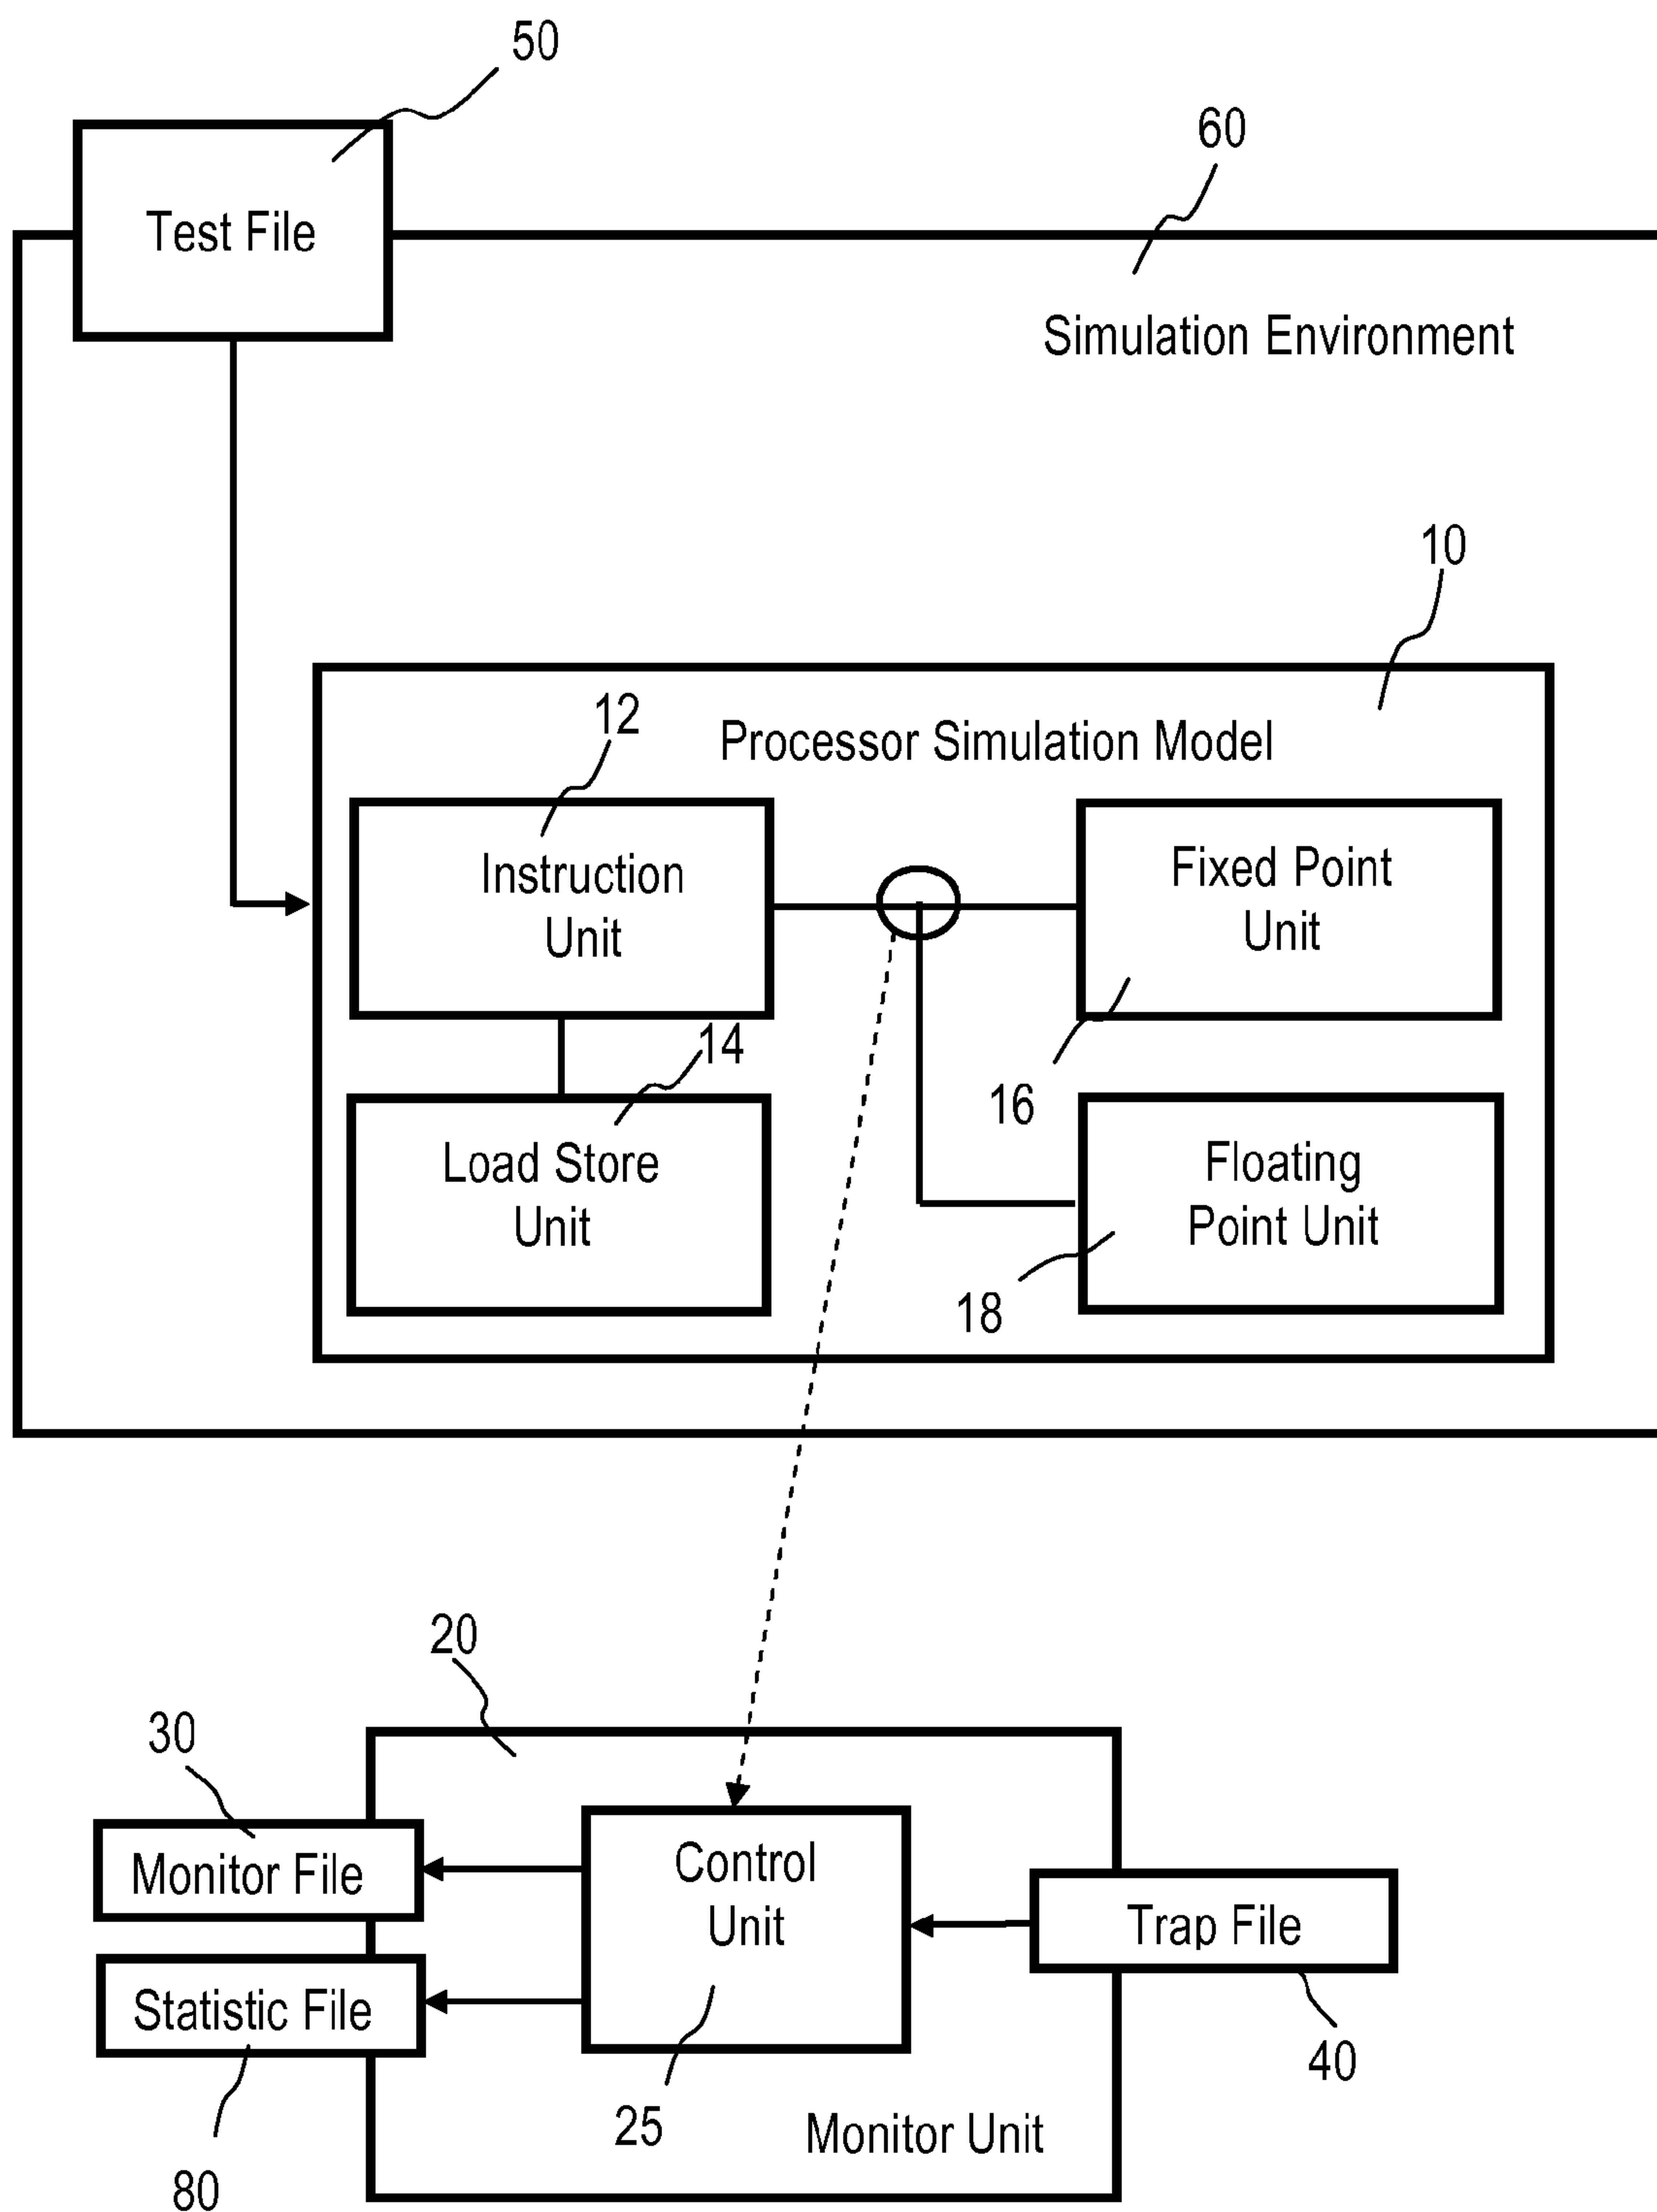 50
60
Test File
Simulation Environment
10
12
Processor Simulation Model
Instruction
Unit
Fixed Point
Unit
14
16
Load Store
Unit
Floating
Point Unit
18
20
30
Monitor File
Control
Unit
Trap File
Statistic File
40
25
Monitor Unit
80